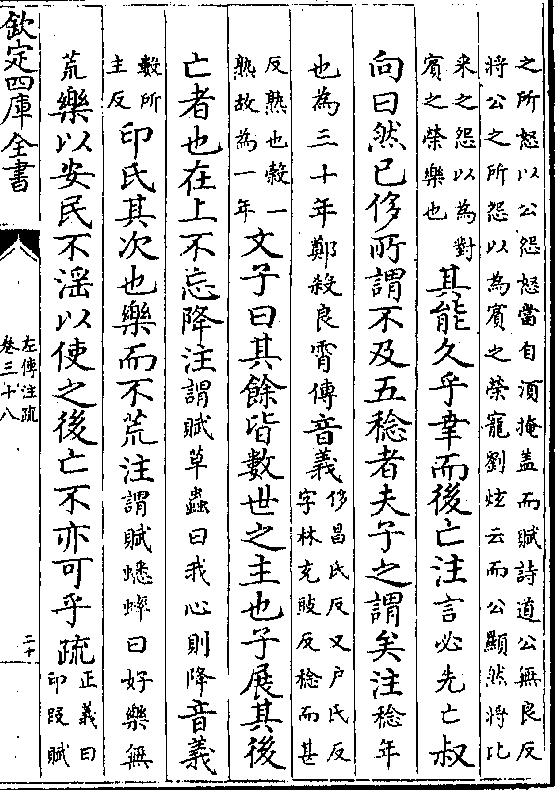 之所怒以公怨怒當自須掩盖而賦詩道公無良反
將公之所怨以為賓之榮寵劉炫云而公顯然將比
來之怨以為對
賓之榮樂也
其能久乎幸而後亡注言必先亡叔
向曰然已侈所謂不及五稔者夫子之謂矣注稔年
也為三十年鄭殺良霄傳音義
侈昌氏反又户氏反
字林充豉反稔而甚
反熟也榖一
熟故為一年
文子曰其餘皆數世之主也子展其後
亡者也在上不忘降注謂賦草蟲曰我心則降音義
數所
主反
印氏其次也樂而不荒注謂賦蟋蟀曰好樂無
荒樂以安民不淫以使之後亡不亦可乎疏
正義曰
印段賦
欽定四庫全書
左傳注疏
卷三十八
二十